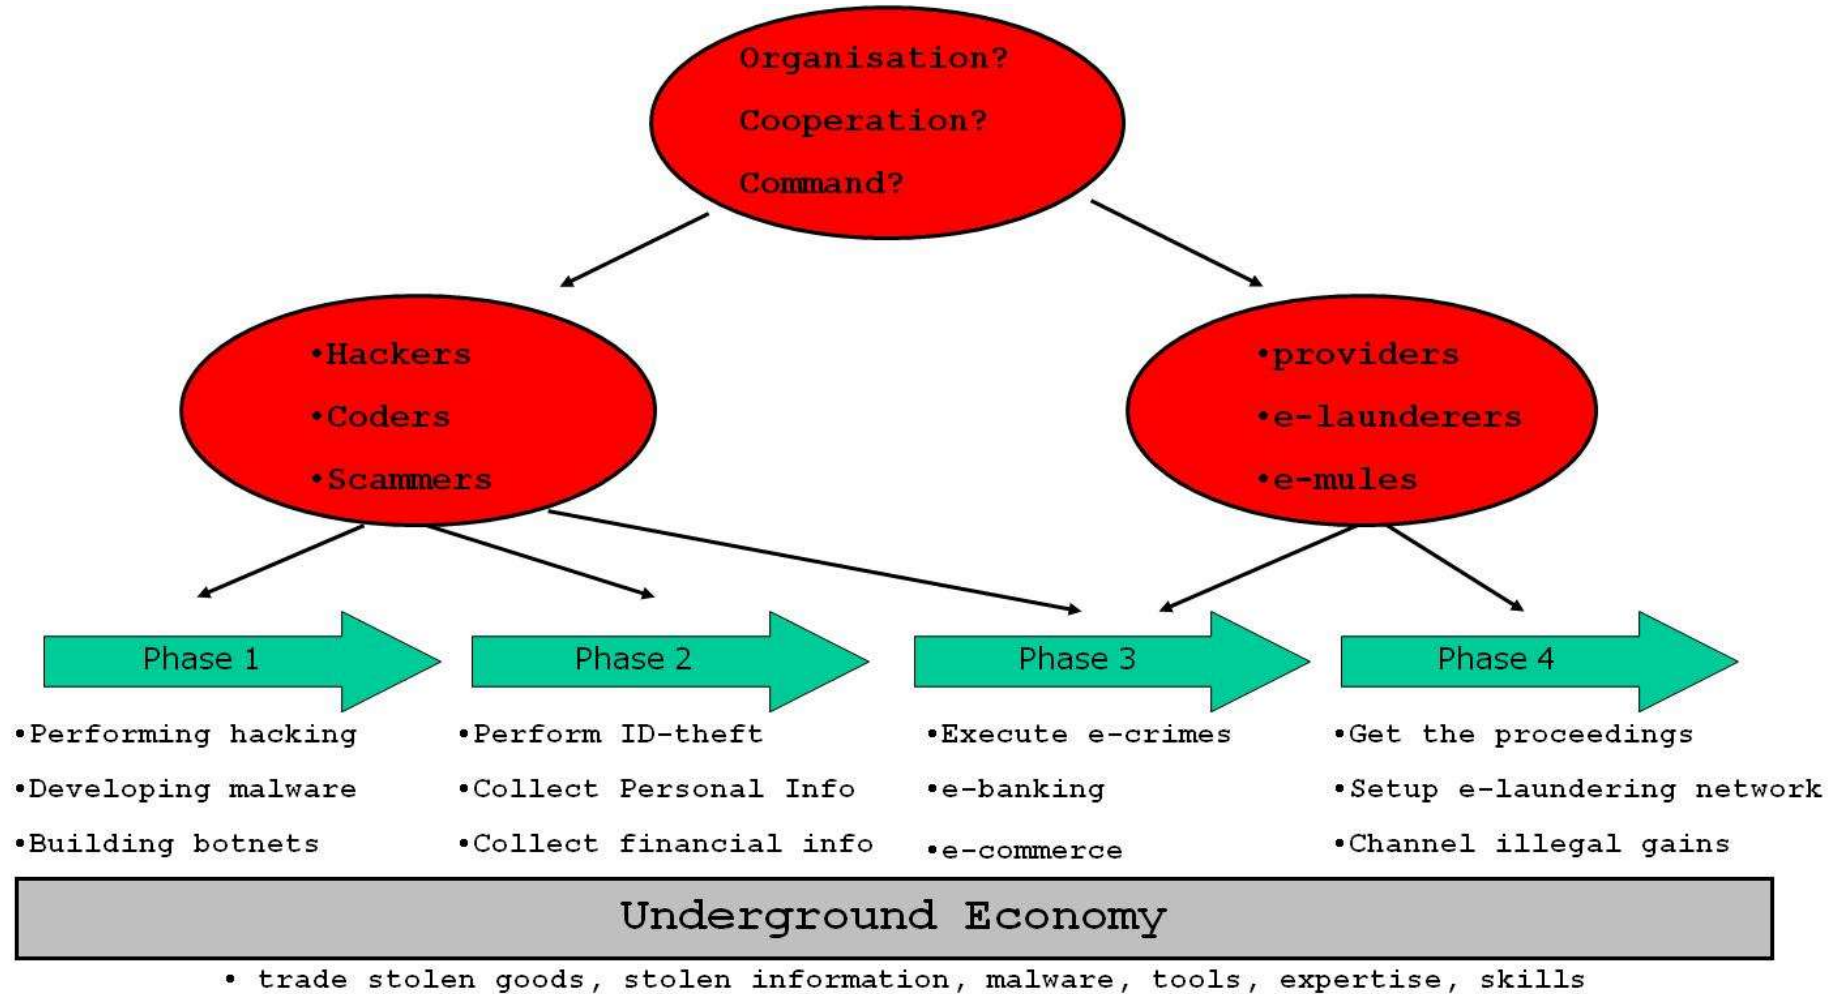 Organisation?
Cooperation?
Command?
•Hackers
•Coders
•Scammers
•providers
•e-launderers
•e-mules
Phase 1
Phase 2
Phase 3
Phase 4
•Performing hacking
•Developing malware
•Building botnets
•Perform ID-theft
•Collect Personal Info
•Collect financial info
•Execute e-crimes
•e-banking
•e-commerce
•Get the proceedings
•Setup e-laundering network
•Channel illegal gains
Underground Economy
• trade stolen goods, stolen information, malware, tools, expertise, skills